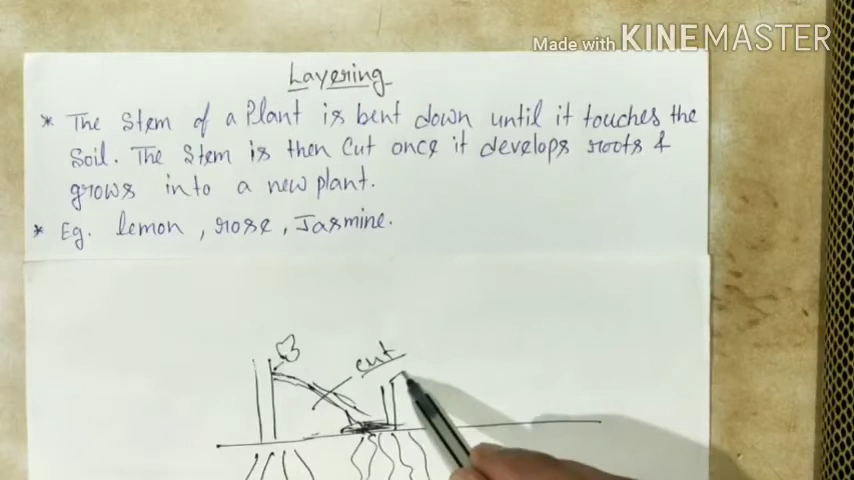 Made with KINEMASTER
Layering
* The stem of a Plant is bent down until it touches the
Soil. The stem is then cut once it develops roots &
grows into a new plant.
* Eg. lemon, rose, Jasmine.
cut